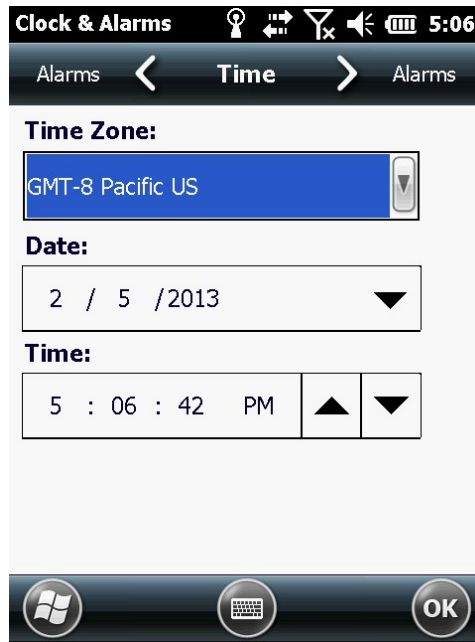 Clock & Alarms 5:06
Alarms Time Alarms
Time Zone:
GMT-8 Pacific US
Date:
2 / 5 /2013
Time:
5 : 06 : 42 PM
OK